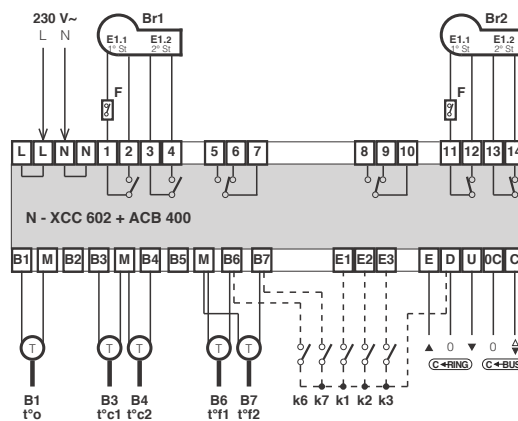 230 V~ Br1 Br2
L N E1.1 E1.2 E1.1 E1.2
1° St 2° St 1° St 2° St
F F
L L N N 1 2 3 4 5 6 7 8 9 10 11 12 13 14
N - XCC 602 + ACB 400
B1 M B2 B3 M B4 B5 M B6 B7 E1 E2 E3 E D U 0C C
T T T T T 0 0
C RING C BUS
B1 B3 B4 B6 B7 k6 k7 k1 k2 k3
t°o t°c1 t°c2 t°f1 t°f2